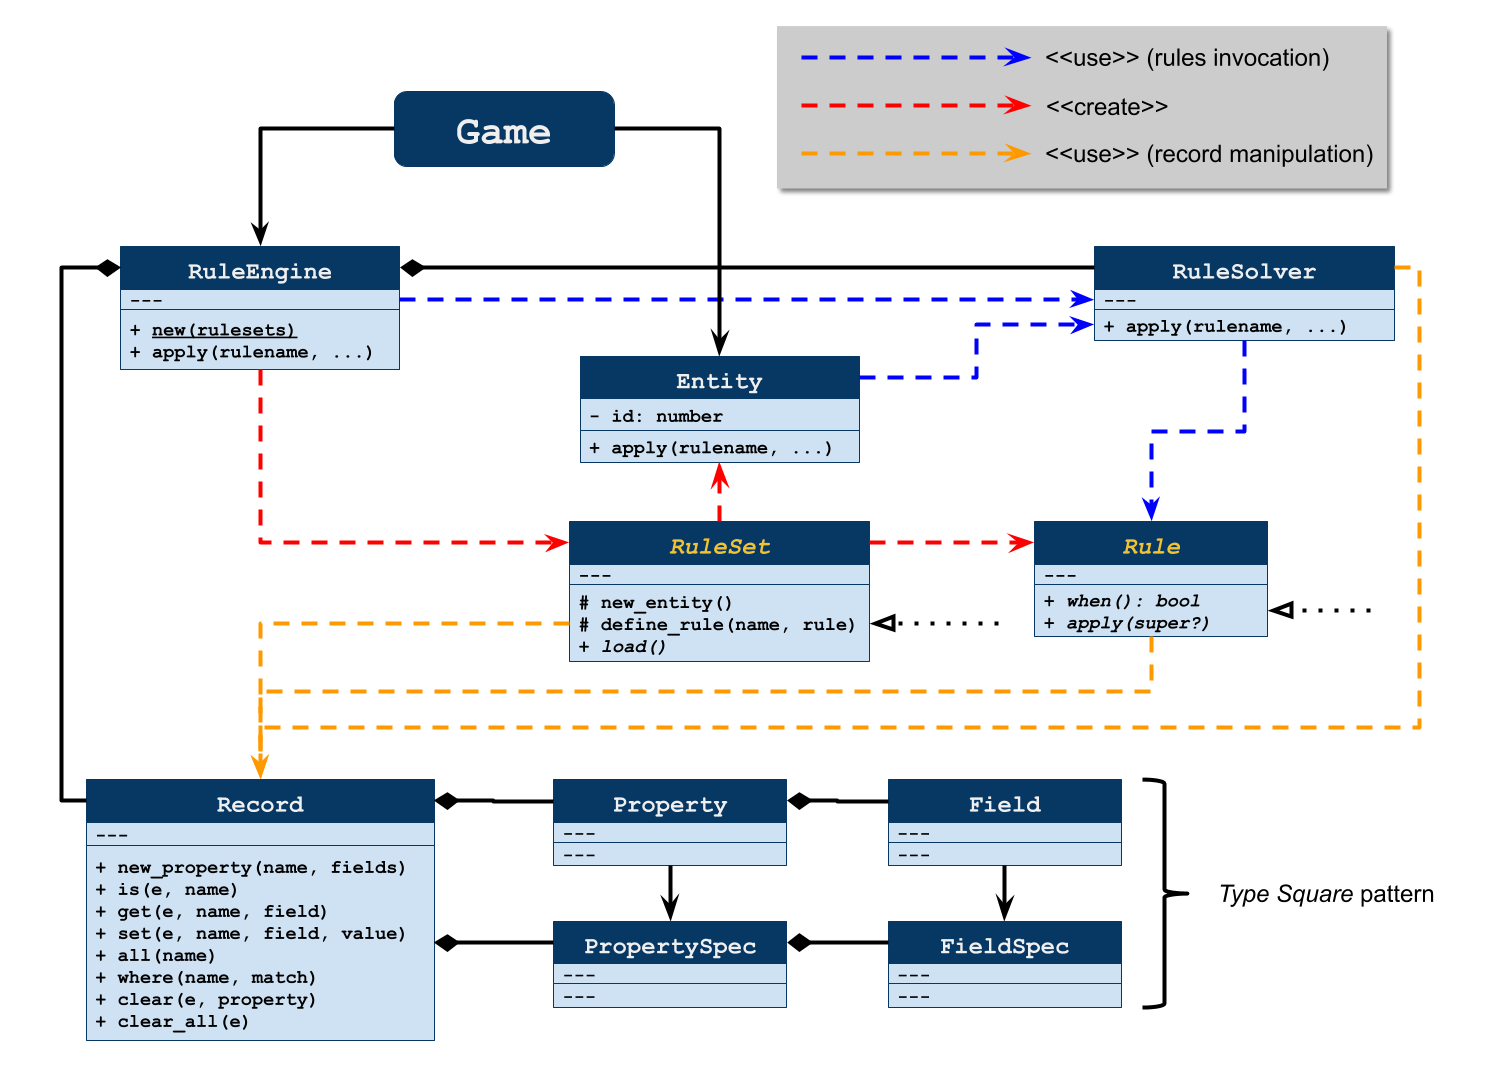 <<use>> (rules invocation)
<<create>>
<<use>> (record manipulation)
Game
RuleEngine
---
+ new(rulesets)
+ apply(rulename, ...)
RuleSolver
---
+ apply(rulename, ...)
Entity
- id: number
+ apply(rulename, ...)
RuleSet
---
# new_entity()
# define_rule(name, rule)
+ load()
Rule
---
+ when(): bool
+ apply(super?)
Record
---
+ new_property(name, fields)
+ is(e, name)
+ get(e, name, field)
+ set(e, name, field, value)
+ all(name)
+ where(name, match)
+ clear(e, property)
+ clear_all(e)
Property
---
---
Field
---
---
PropertySpec
---
---
FieldSpec
---
---
Type Square pattern